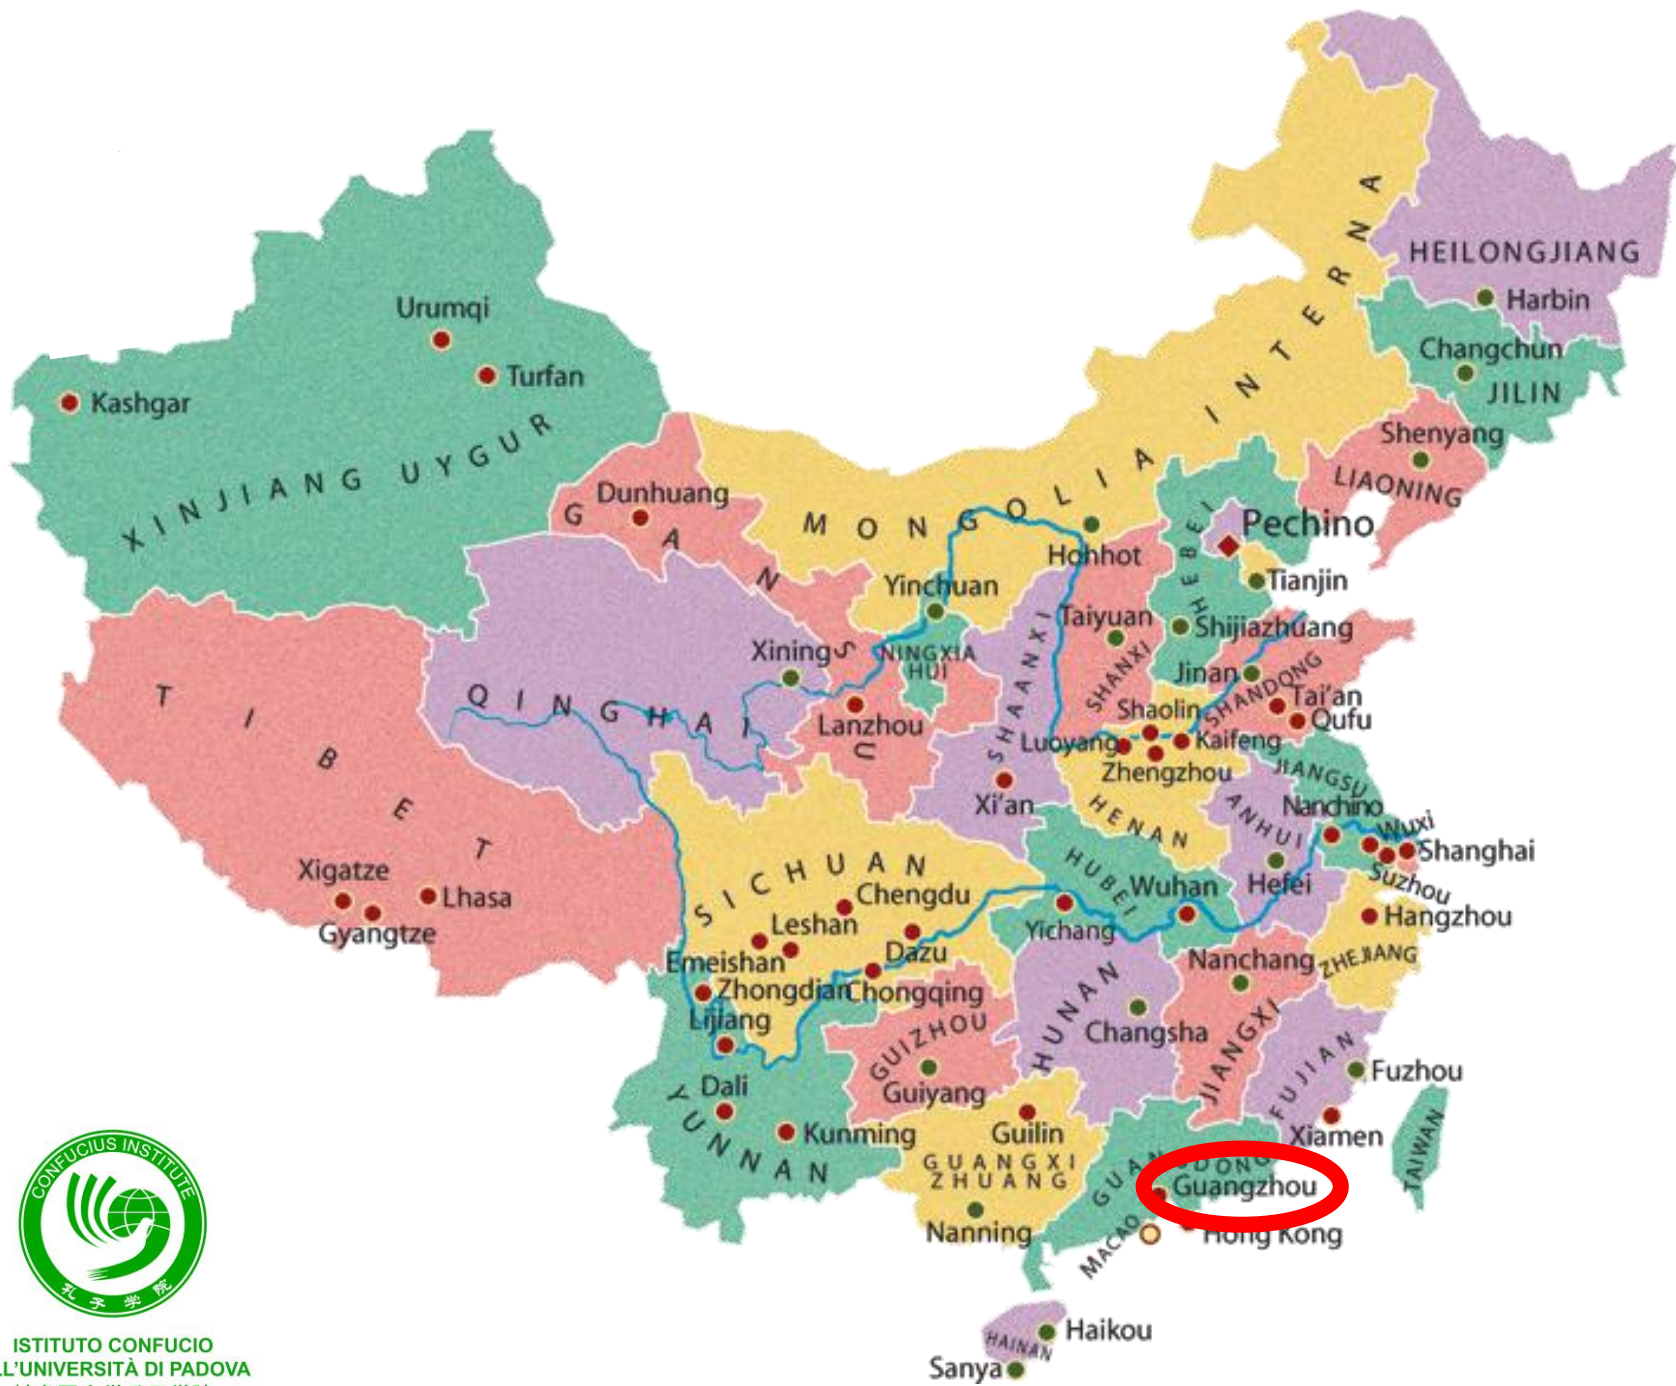 HEILONGJIANG
Harbin
Urumqi
Changchun
Turfan
JILIN
Kashgar
XINJIANG UYGUR
MONGOLIA INTERNA
Shenyang
LIAONING
Dunhuang
GANSU
HEBEI
Pechino
Hohhot
Tianjin
Yinchuan
Taiyuan
Shijiazhuang
Xining
NINGXIA
HUI
SHAANXI
SHANXI
Jinan
SHANDONG
Tai'an
Qufu
TIBET
QINGHAI
Lanzhou
Shaolin
Luoyang
Kaifeng
Zhengzhou
JIANGSU
Xi'an
HENAN
ANHUI
Nanchino
Wuxi
Shanghai
Suzhou
Xigatze
Lhasa
Gyangtze
SICHUAN
Chengdu
HUBEI
Wuhan
Hefei
Hangzhou
Leshan
Yichang
Dazu
Emeishan
Nanchang
ZHEJIANG
Zhongdian
Chongqing
Lijiang
GUIZHOU
HUNAN
Changsha
JIANGXI
FUJIAN
Fuzhou
Dali
Guiyang
YUNNAN
Kunming
Guilin
Xiamen
TAIWAN
GUANGXI
ZHUANG
GUANGDONG
Guangzhou
Nanning
MACAO
Hong Kong
HAINAN
Haikou
Sanya
CONFUCIUS INSTITUTE
孔子学院
ISTITUTO CONFUCIO
LL'UNIVERSITÀ DI PADOVA